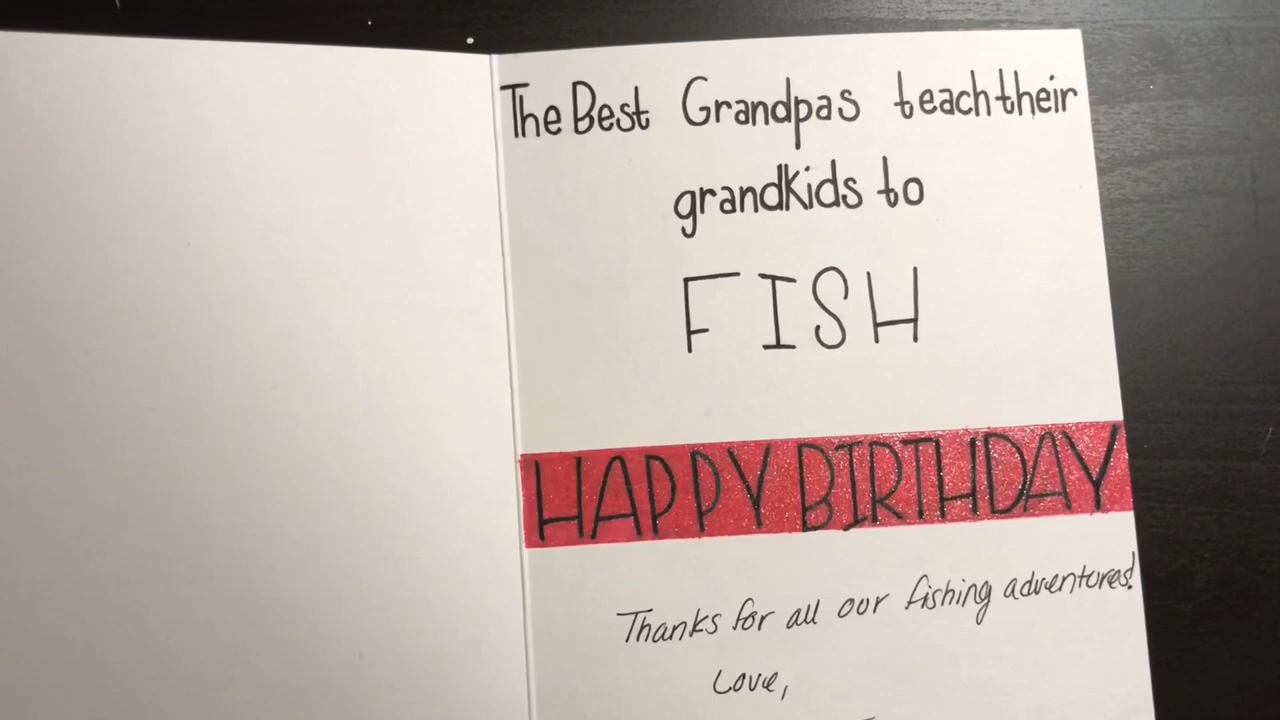 The Best Grandpas teach their
grandkids to
FISH
HAPPY BIRTHDAY
Thanks for all our fishing adventures!
Love,